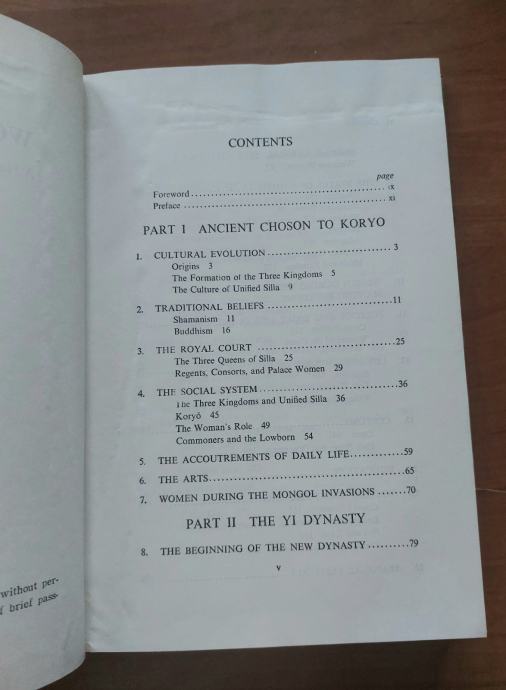 CONTENTS
page
Foreword ........................................ ix
Preface ........................................ xi
PART I ANCIENT CHOSON TO KORYO
1. CULTURAL EVOLUTION ............................. 3
Origins 3
The Formation of the Three Kingdoms 5
The Culture of Unified Silla 9
2. TRADITIONAL BELIEFS ............................. 11
Shamanism 11
Buddhism 16
3. THE ROYAL COURT ............................. 25
The Three Queens of Silla 25
Regents, Consorts, and Palace Women 29
4. THE SOCIAL SYSTEM ............................. 36
The Three Kingdoms and Unified Silla 36
Koryŏ 45
The Woman's Role 49
Commoners and the Lowborn 54
5. THE ACCOUTREMENTS OF DAILY LIFE ............. 59
6. THE ARTS ........................................ 65
7. WOMEN DURING THE MONGOL INVASIONS ....... 70
PART II THE YI DYNASTY
8. THE BEGINNING OF THE NEW DYNASTY .......... 79
v
without per-
f brief pass-